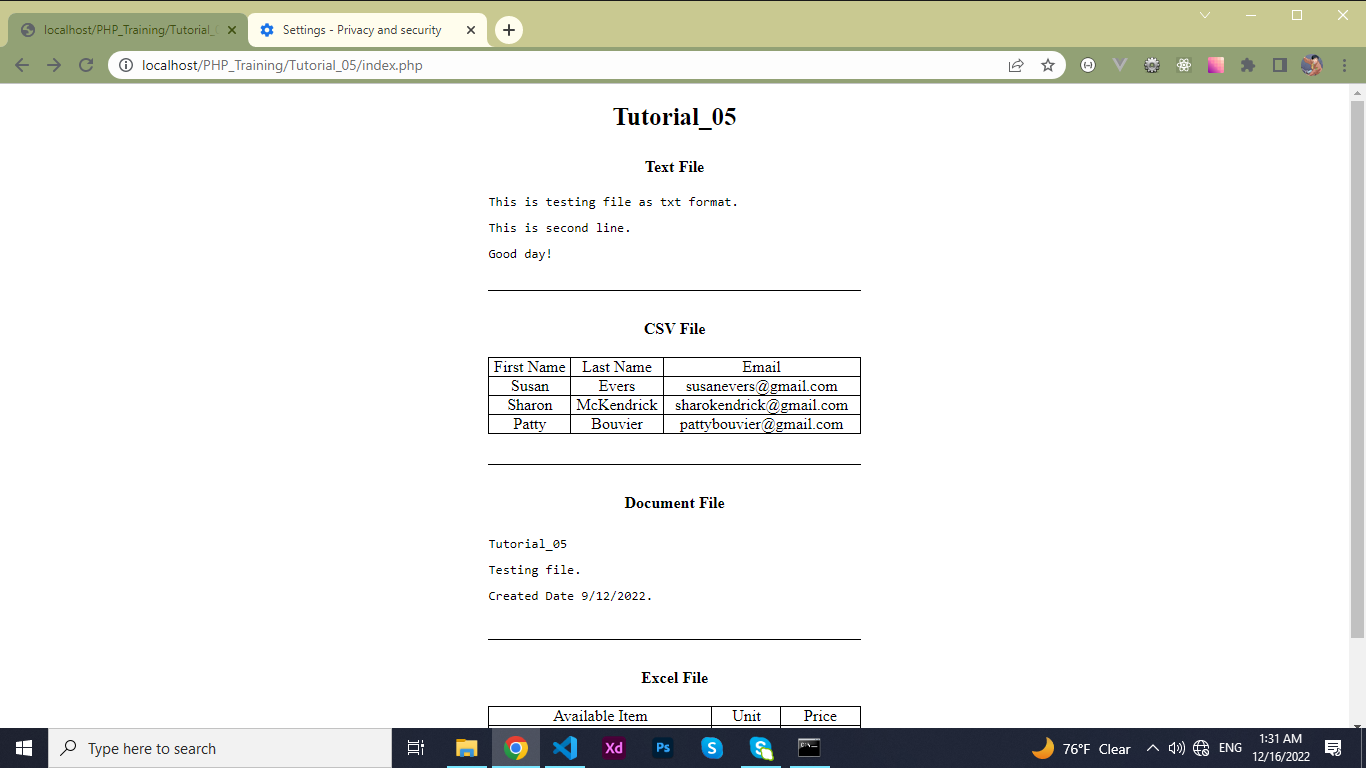 localhost/PHP_Training/Tutorial_
Settings - Privacy and security
localhost/PHP_Training/Tutorial_05/index.php
Tutorial_05
Text File
This is testing file as txt format.
This is second line.
Good day!
CSV File
First Name Last Name Email
Susan Evers susanevers@gmail.com
Sharon McKendrick sharokendrick@gmail.com
Patty Bouvier pattybouvier@gmail.com
Document File
Tutorial_05
Testing file.
Created Date 9/12/2022.
Excel File
Available Item Unit Price
Type here to search
Xd
Ps
76°F Clear
ENG
1:31 AM
12/16/2022